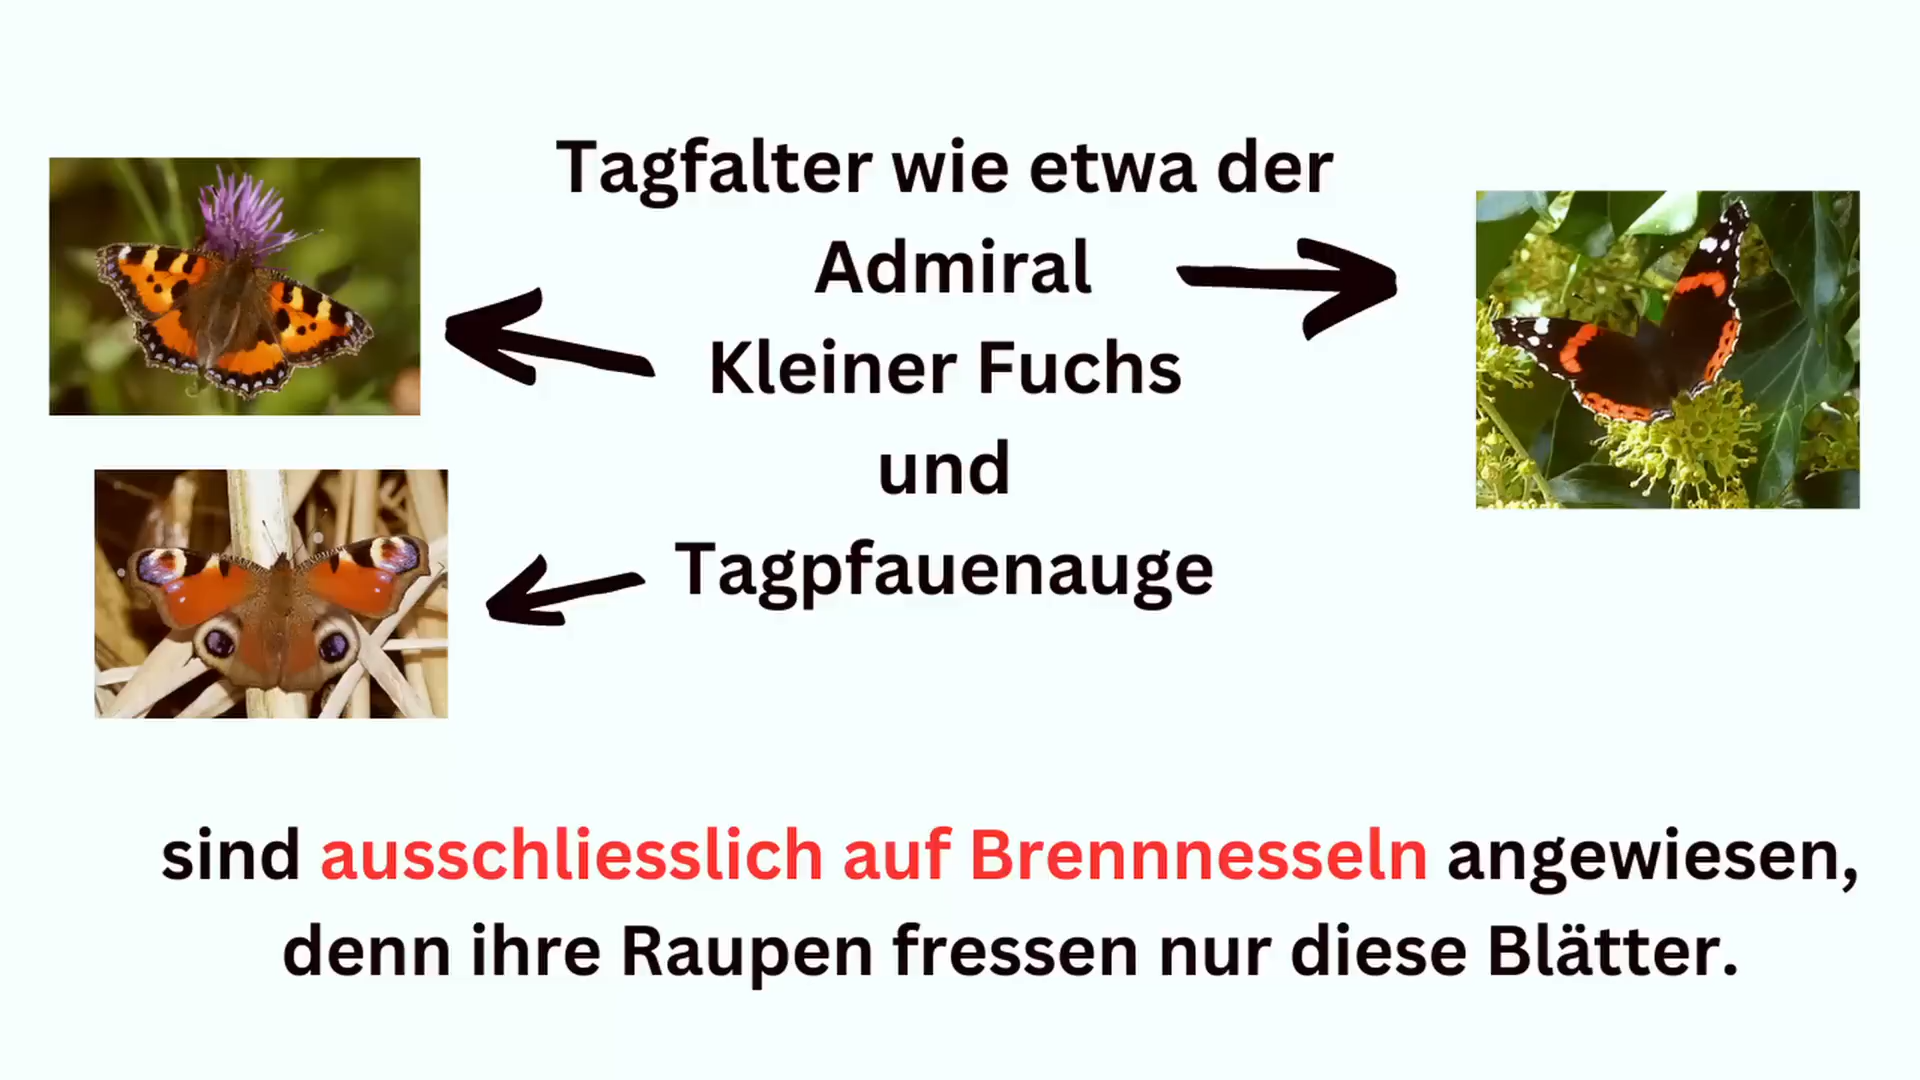 Tagfalter wie etwa der
Admiral
Kleiner Fuchs
und
Tagpfauenauge
sind ausschliesslich auf Brennnesseln angewiesen,
denn ihre Raupen fressen nur diese Blätter.